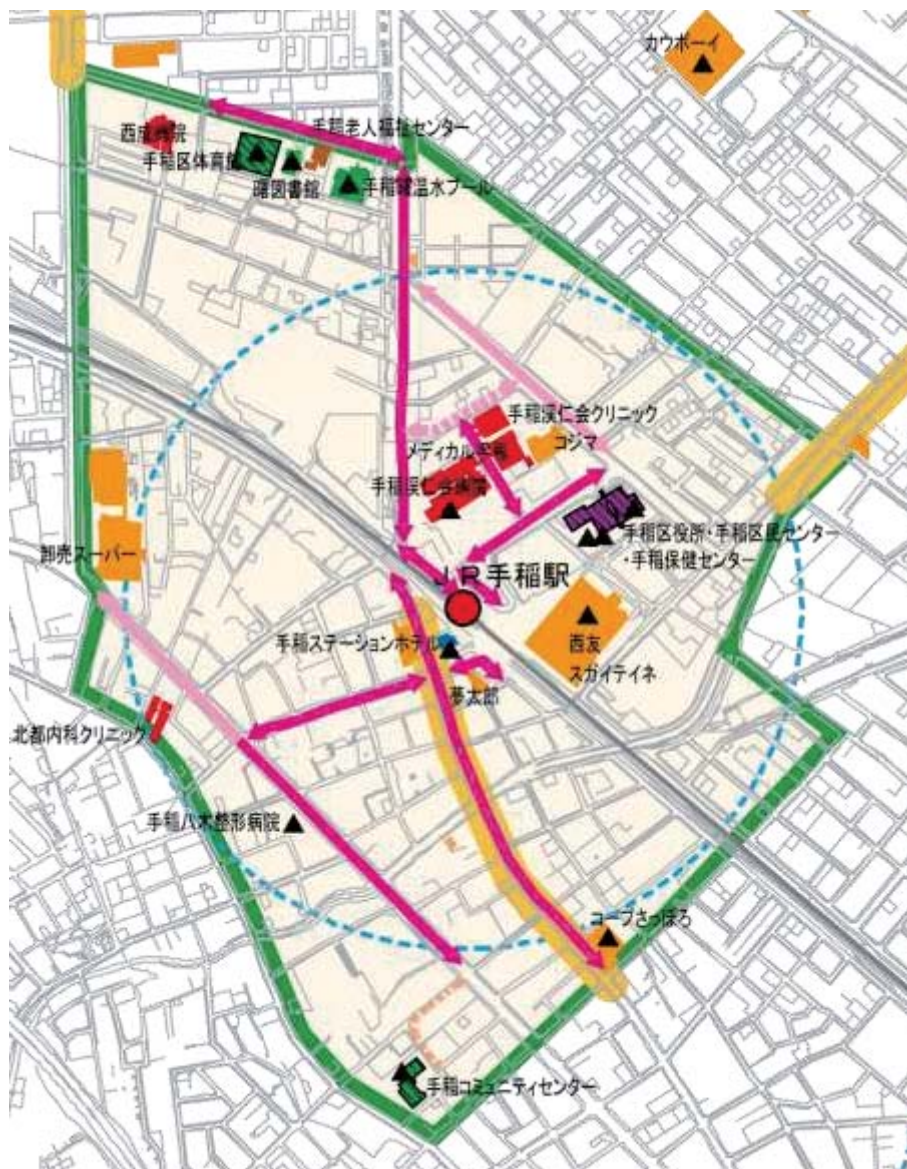 カウボーイ
手稲老人福祉センター
西成病院
手稲区体育館
曙図書館
手稲曙温水プール
手稲渓仁会クリニック
コジマ
メディカル
手稲渓仁会病院
手稲区役所・手稲区民センター
・手稲保健センター
卸売スーパー
JR手稲駅
手稲ステーションホテル
西友
スガイテイネ
夢太郎
北都内科クリニック
手稲八木整形病院
コープさっぽろ
手稲コミュニティセンター